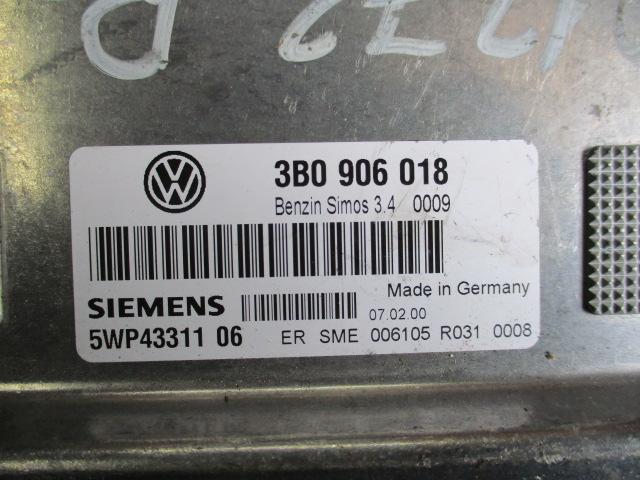 3B0 906 018
Benzin Simos 3.4 0009
Made in Germany
SIEMENS
07.02.00
5WP43311 06
ER SME 006105 R031 0008